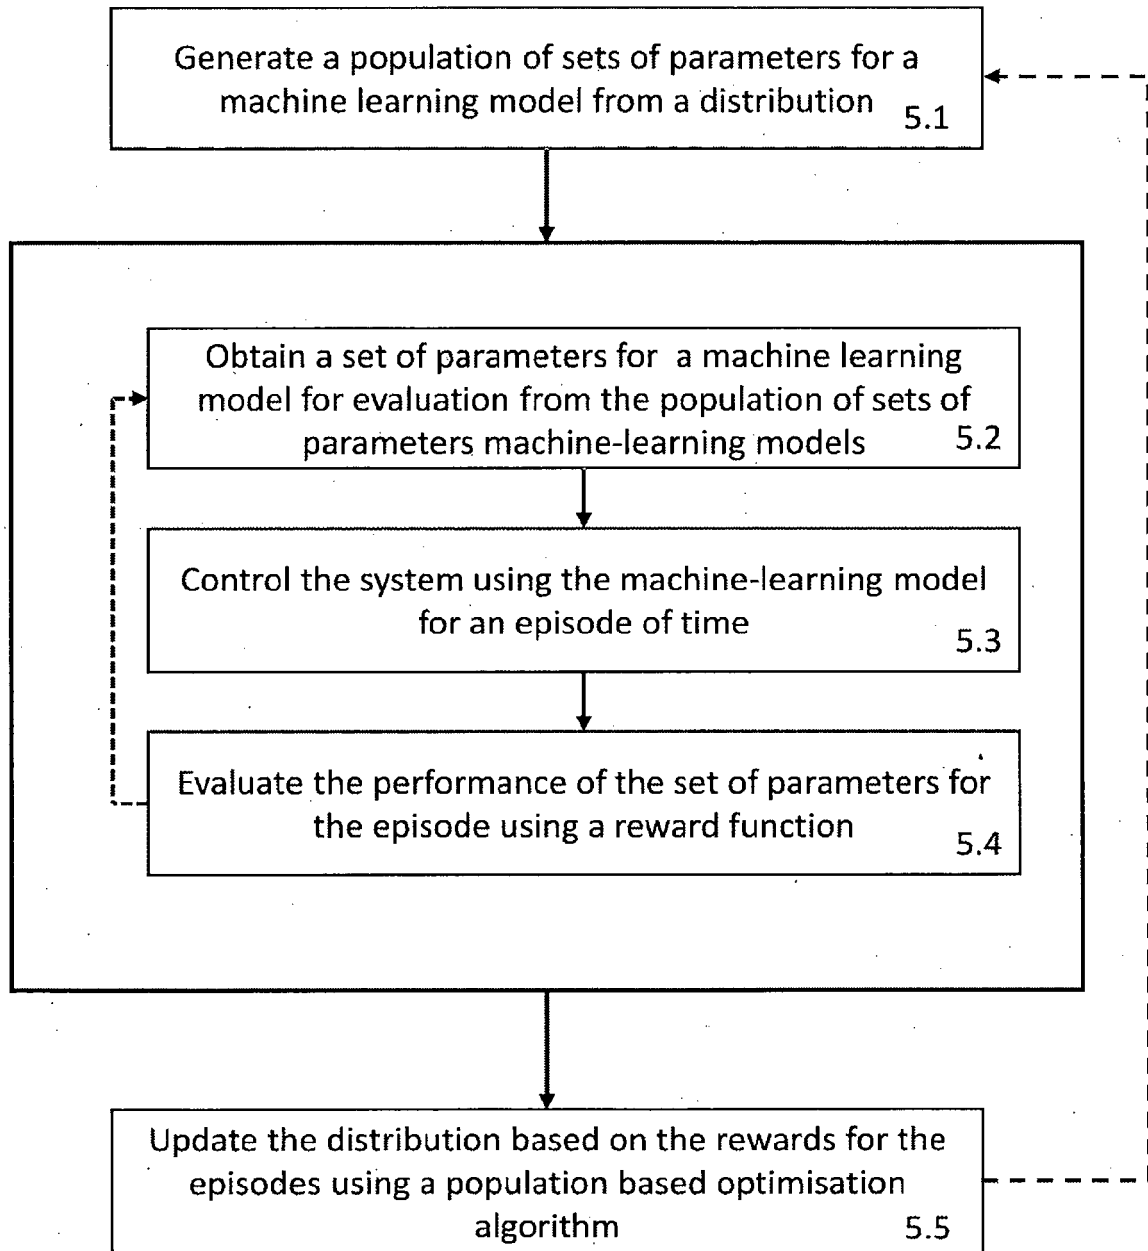 Generate a population of sets of parameters for a
machine learning model from a distribution
5.1
Obtain a set of parameters for a machine learning
model for evaluation from the population of sets of
parameters machine-learning models
5.2
Control the system using the machine-learning model
for an episode of time
5.3
Evaluate the performance of the set of parameters for
the episode using a reward function
5.4
Update the distribution based on the rewards for the
episodes using a population based optimisation
algorithm
5.5